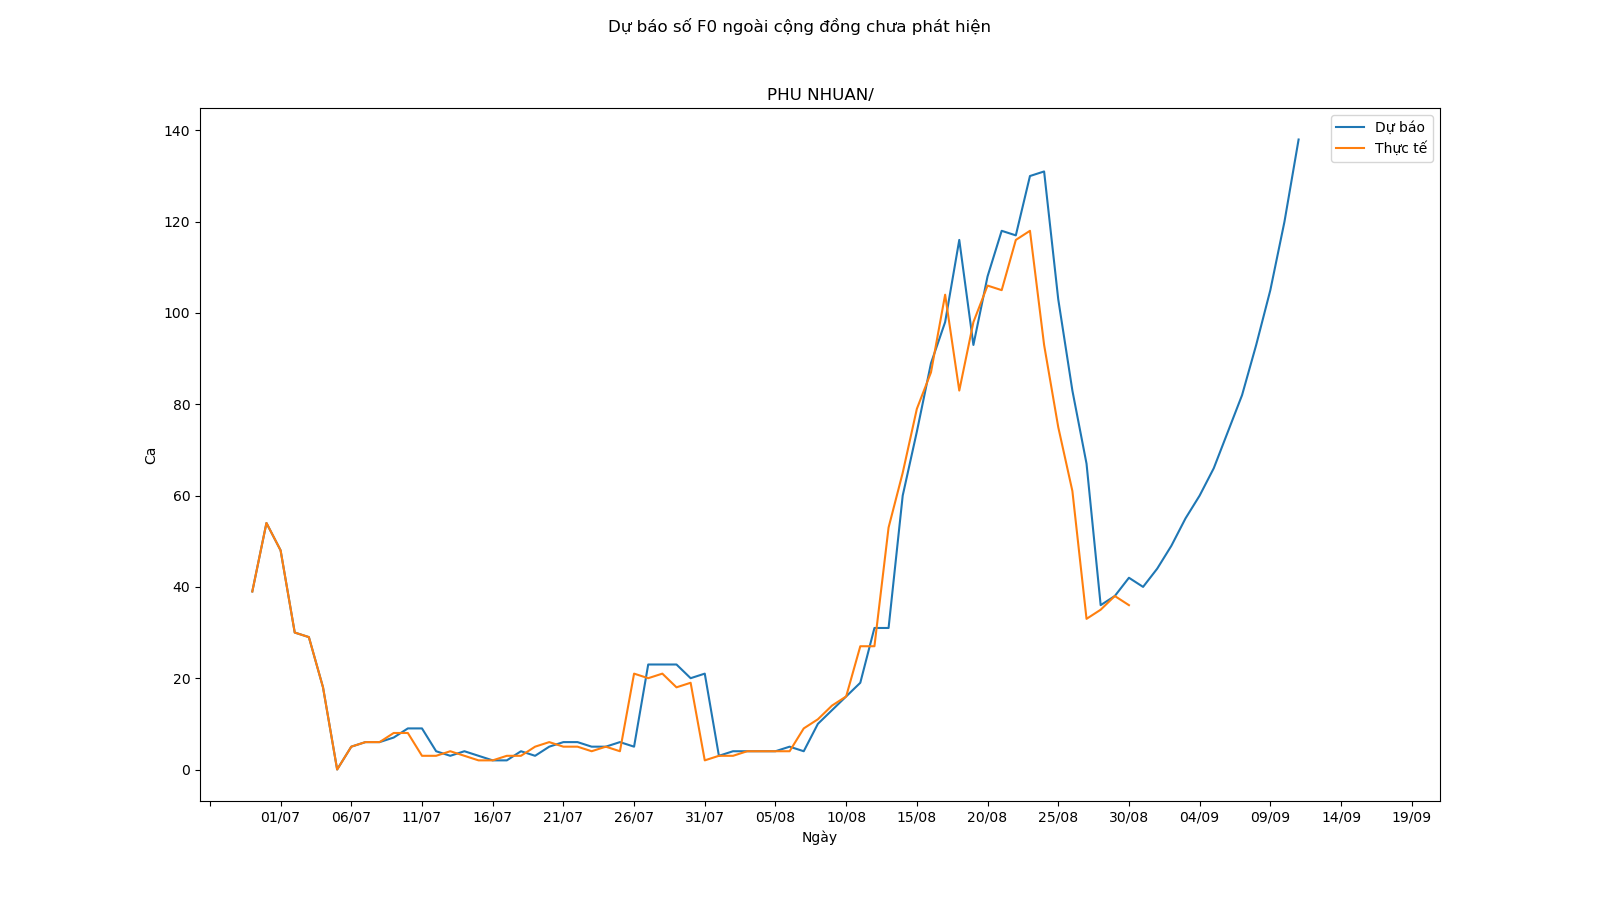 Dự báo số F0 ngoài cộng đồng chưa phát hiện
PHU NHUAN/
Dự báo
Thực tế
140
120
100
80
60
40
20
0
Ca
01/07 06/07 11/07 16/07 21/07 26/07 31/07 05/08 10/08 15/08 20/08 25/08 30/08 04/09 09/09 14/09 19/09
Ngày